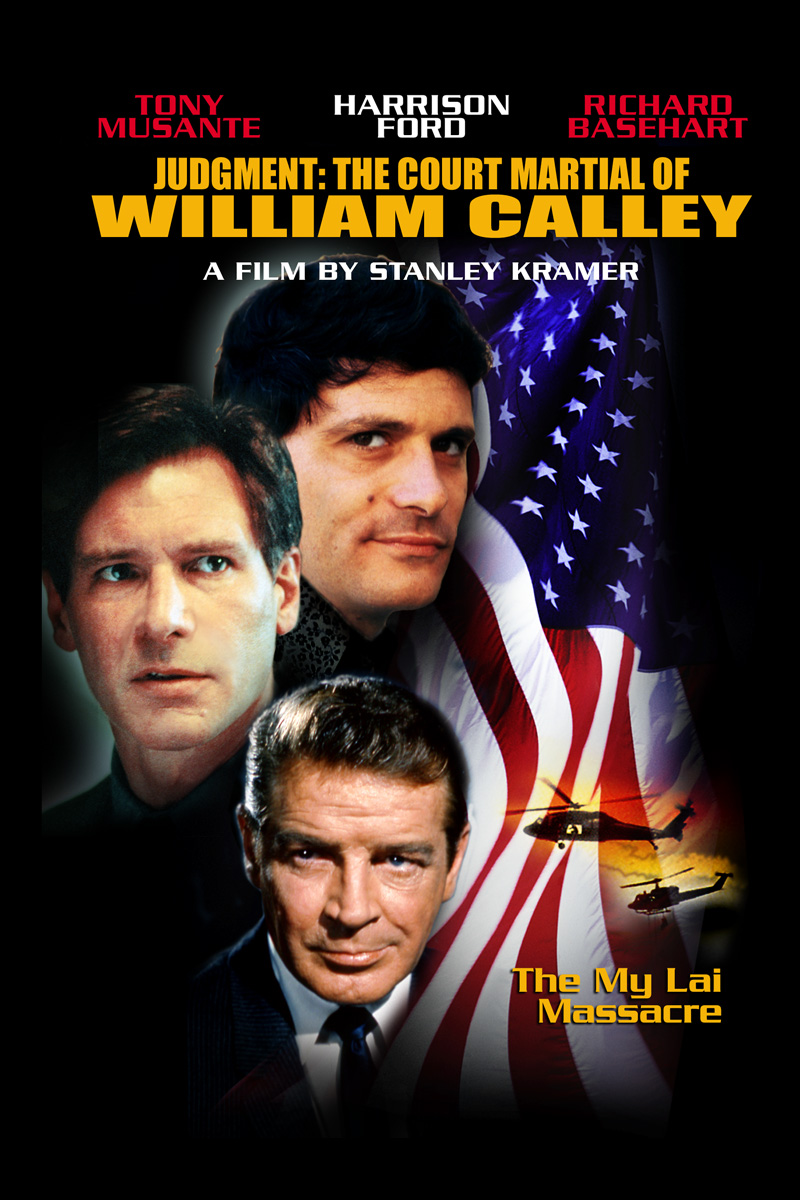 TONY
MUSANTE
HARRISON
FORD
RICHARD
BASEHART
JUDGMENT: THE COURT MARTIAL OF
WILLIAM CALLEY
A FILM BY STANLEY KRAMER
The My Lai
Massacre